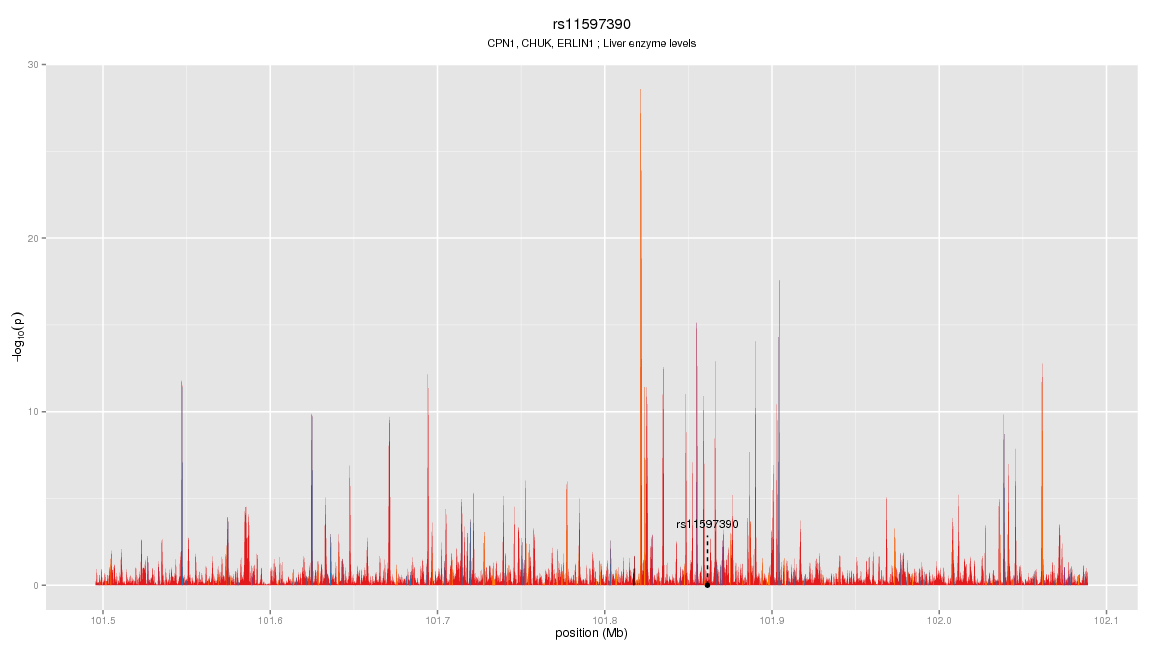 rs11597390
CPN1, CHUK, ERLIN1 ; Liver enzyme levels
30
20
10
0
−log10(p)
rs11597390
101.5 101.6 101.7 101.8 101.9 102.0 102.1
position (Mb)